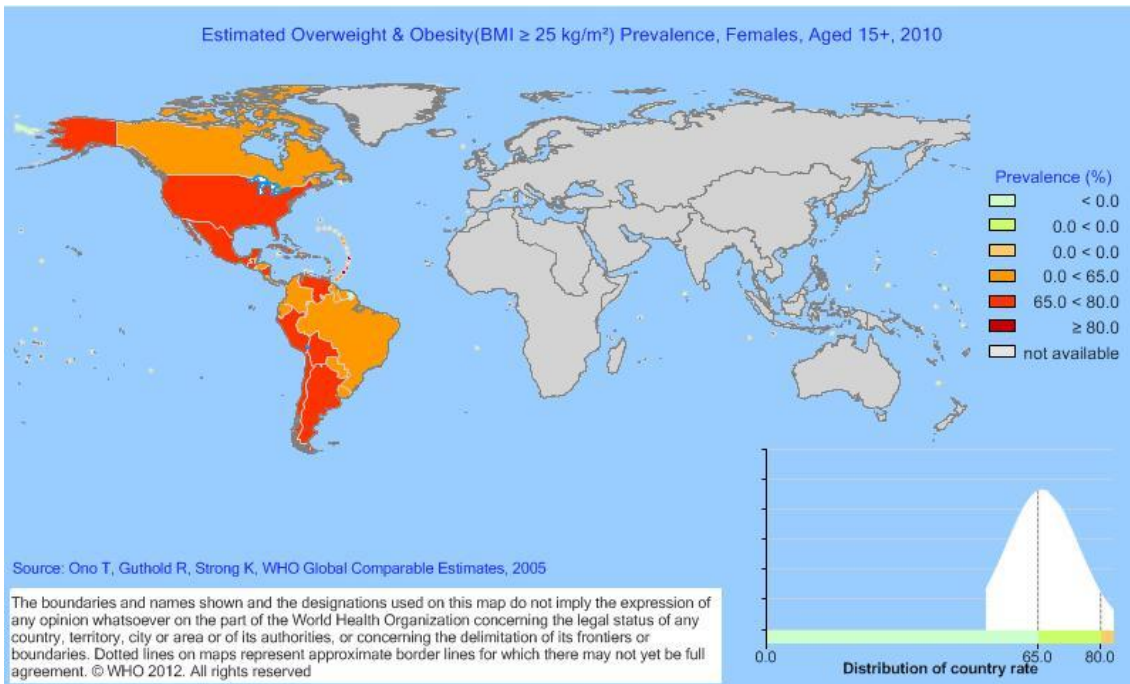 Estimated Overweight & Obesity(BMI ≥ 25 kg/m²) Prevalence, Females, Aged 15+, 2010
Prevalence (%)
< 0.0
0.0 < 0.0
0.0 < 0.0
0.0 < 65.0
65.0 < 80.0
≥ 80.0
not available
Source: Ono T, Guthold R, Strong K, WHO Global Comparable Estimates, 2005
The boundaries and names shown and the designations used on this map do not imply the expression of
any opinion whatsoever on the part of the World Health Organization concerning the legal status of any
country, territory, city or area or of its authorities, or concerning the delimitation of its frontiers or
boundaries. Dotted lines on maps represent approximate border lines for which there may not yet be full
agreement. © WHO 2012. All rights reserved
0.0 65.0 80.0
Distribution of country rate